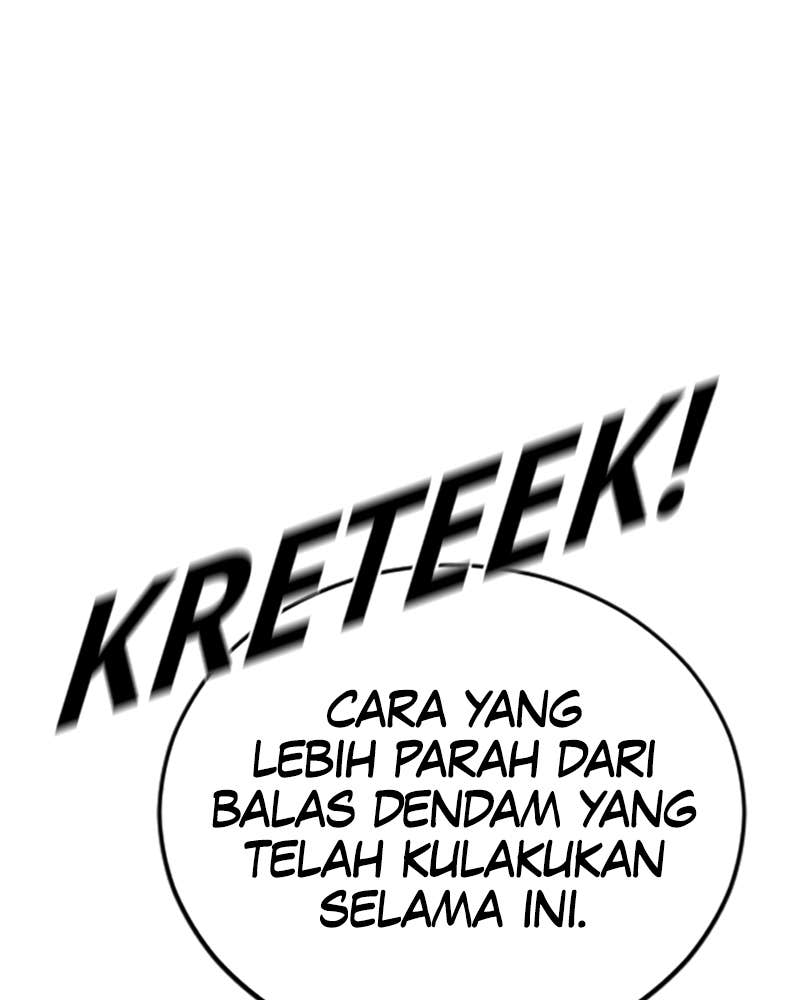 KRETEEK!
CARA YANG
LEBIH PARAH DARI
BALAS DENDAM YANG
TELAH KULAKUKAN
SELAMA INI.